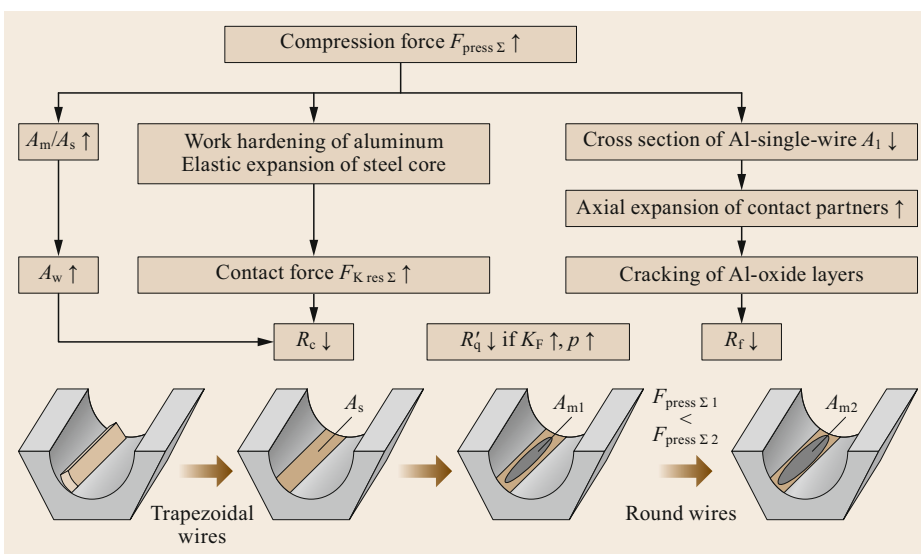 Compression force F_press Σ ↑
A_m/A_s ↑
Work hardening of aluminum
Elastic expansion of steel core
Cross section of Al-single-wire A_1 ↓
Axial expansion of contact partners ↑
A_w ↑
Contact force F_K res Σ ↑
Cracking of Al-oxide layers
R_c ↓
R′_q ↓ if K_F ↑, p ↑
R_f ↓
A_s
A_m1
F_press Σ 1
<
F_press Σ 2
A_m2
Trapezoidal
wires
Round wires